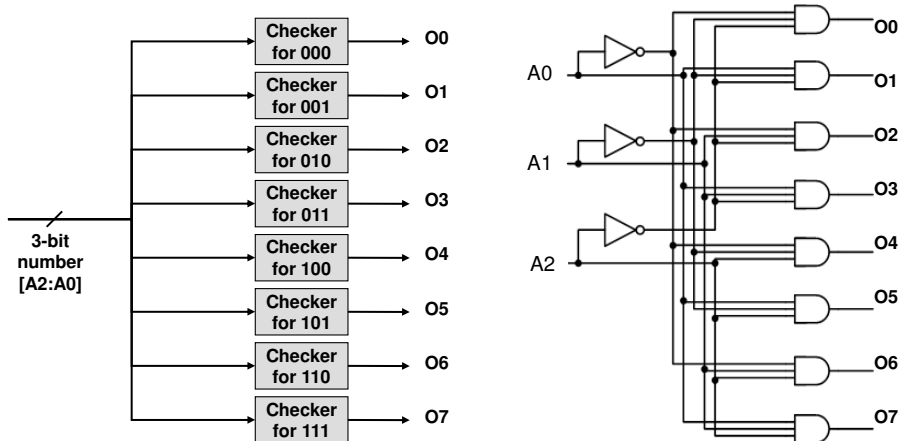 Checker
for 000
O0
Checker
for 001
O1
Checker
for 010
O2
Checker
for 011
O3
3-bit
number
[A2:A0]
Checker
for 100
O4
Checker
for 101
O5
Checker
for 110
O6
Checker
for 111
O7
A0
A1
A2
O0
O1
O2
O3
O4
O5
O6
O7